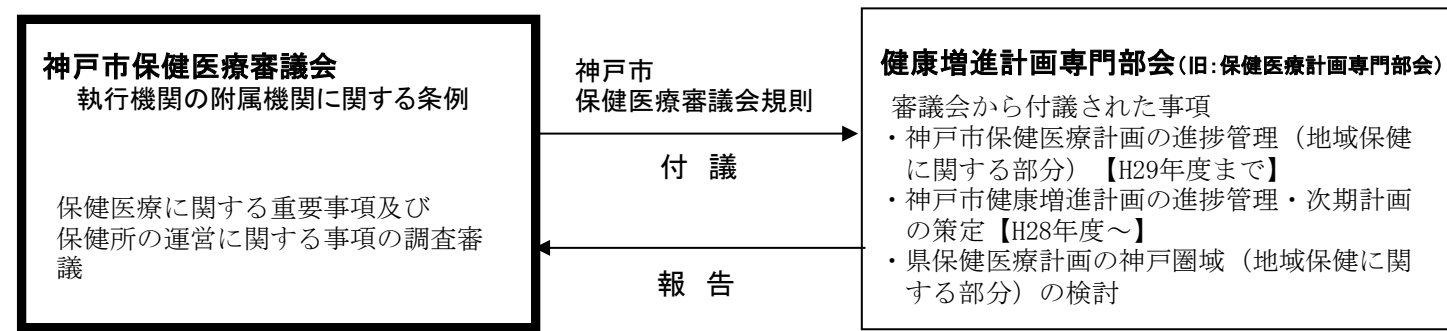 神戸市保健医療審議会
執行機関の附属機関に関する条例
保健医療に関する重要事項及び
保健所の運営に関する事項の調査審
議
神戸市
保健医療審議会規則
付 議
報 告
健康増進計画専門部会(旧:保健医療計画専門部会)
審議会から付議された事項
・神戸市保健医療計画の進捗管理（地域保健
に関する部分）【H29年度まで】
・神戸市健康増進計画の進捗管理・次期計画
の策定【H28年度～】
・県保健医療計画の神戸圏域（地域保健に関
する部分）の検討